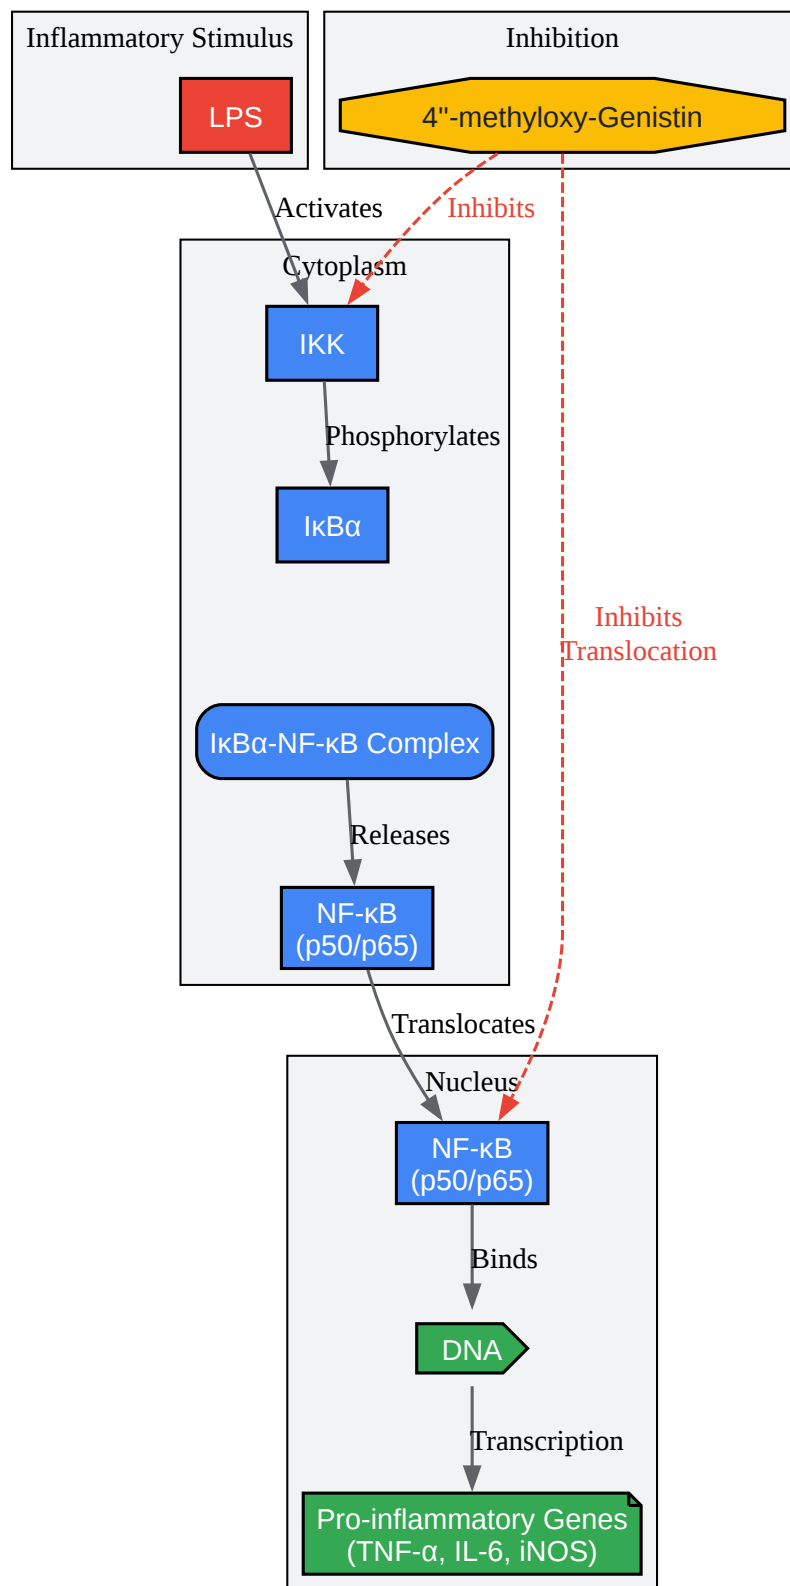 Inflammatory Stimulus
Inhibition
LPS
4"-methyloxy-Genistin
Activates
Inhibits
Cytoplasm
IKK
Phosphorylates
IκBα
Inhibits
Translocation
IκBα-NF-κB Complex
Releases
NF-κB
(p50/p65)
Translocates
Nucleus
NF-κB
(p50/p65)
Binds
DNA
Transcription
Pro-inflammatory Genes
(TNF-α, IL-6, iNOS)